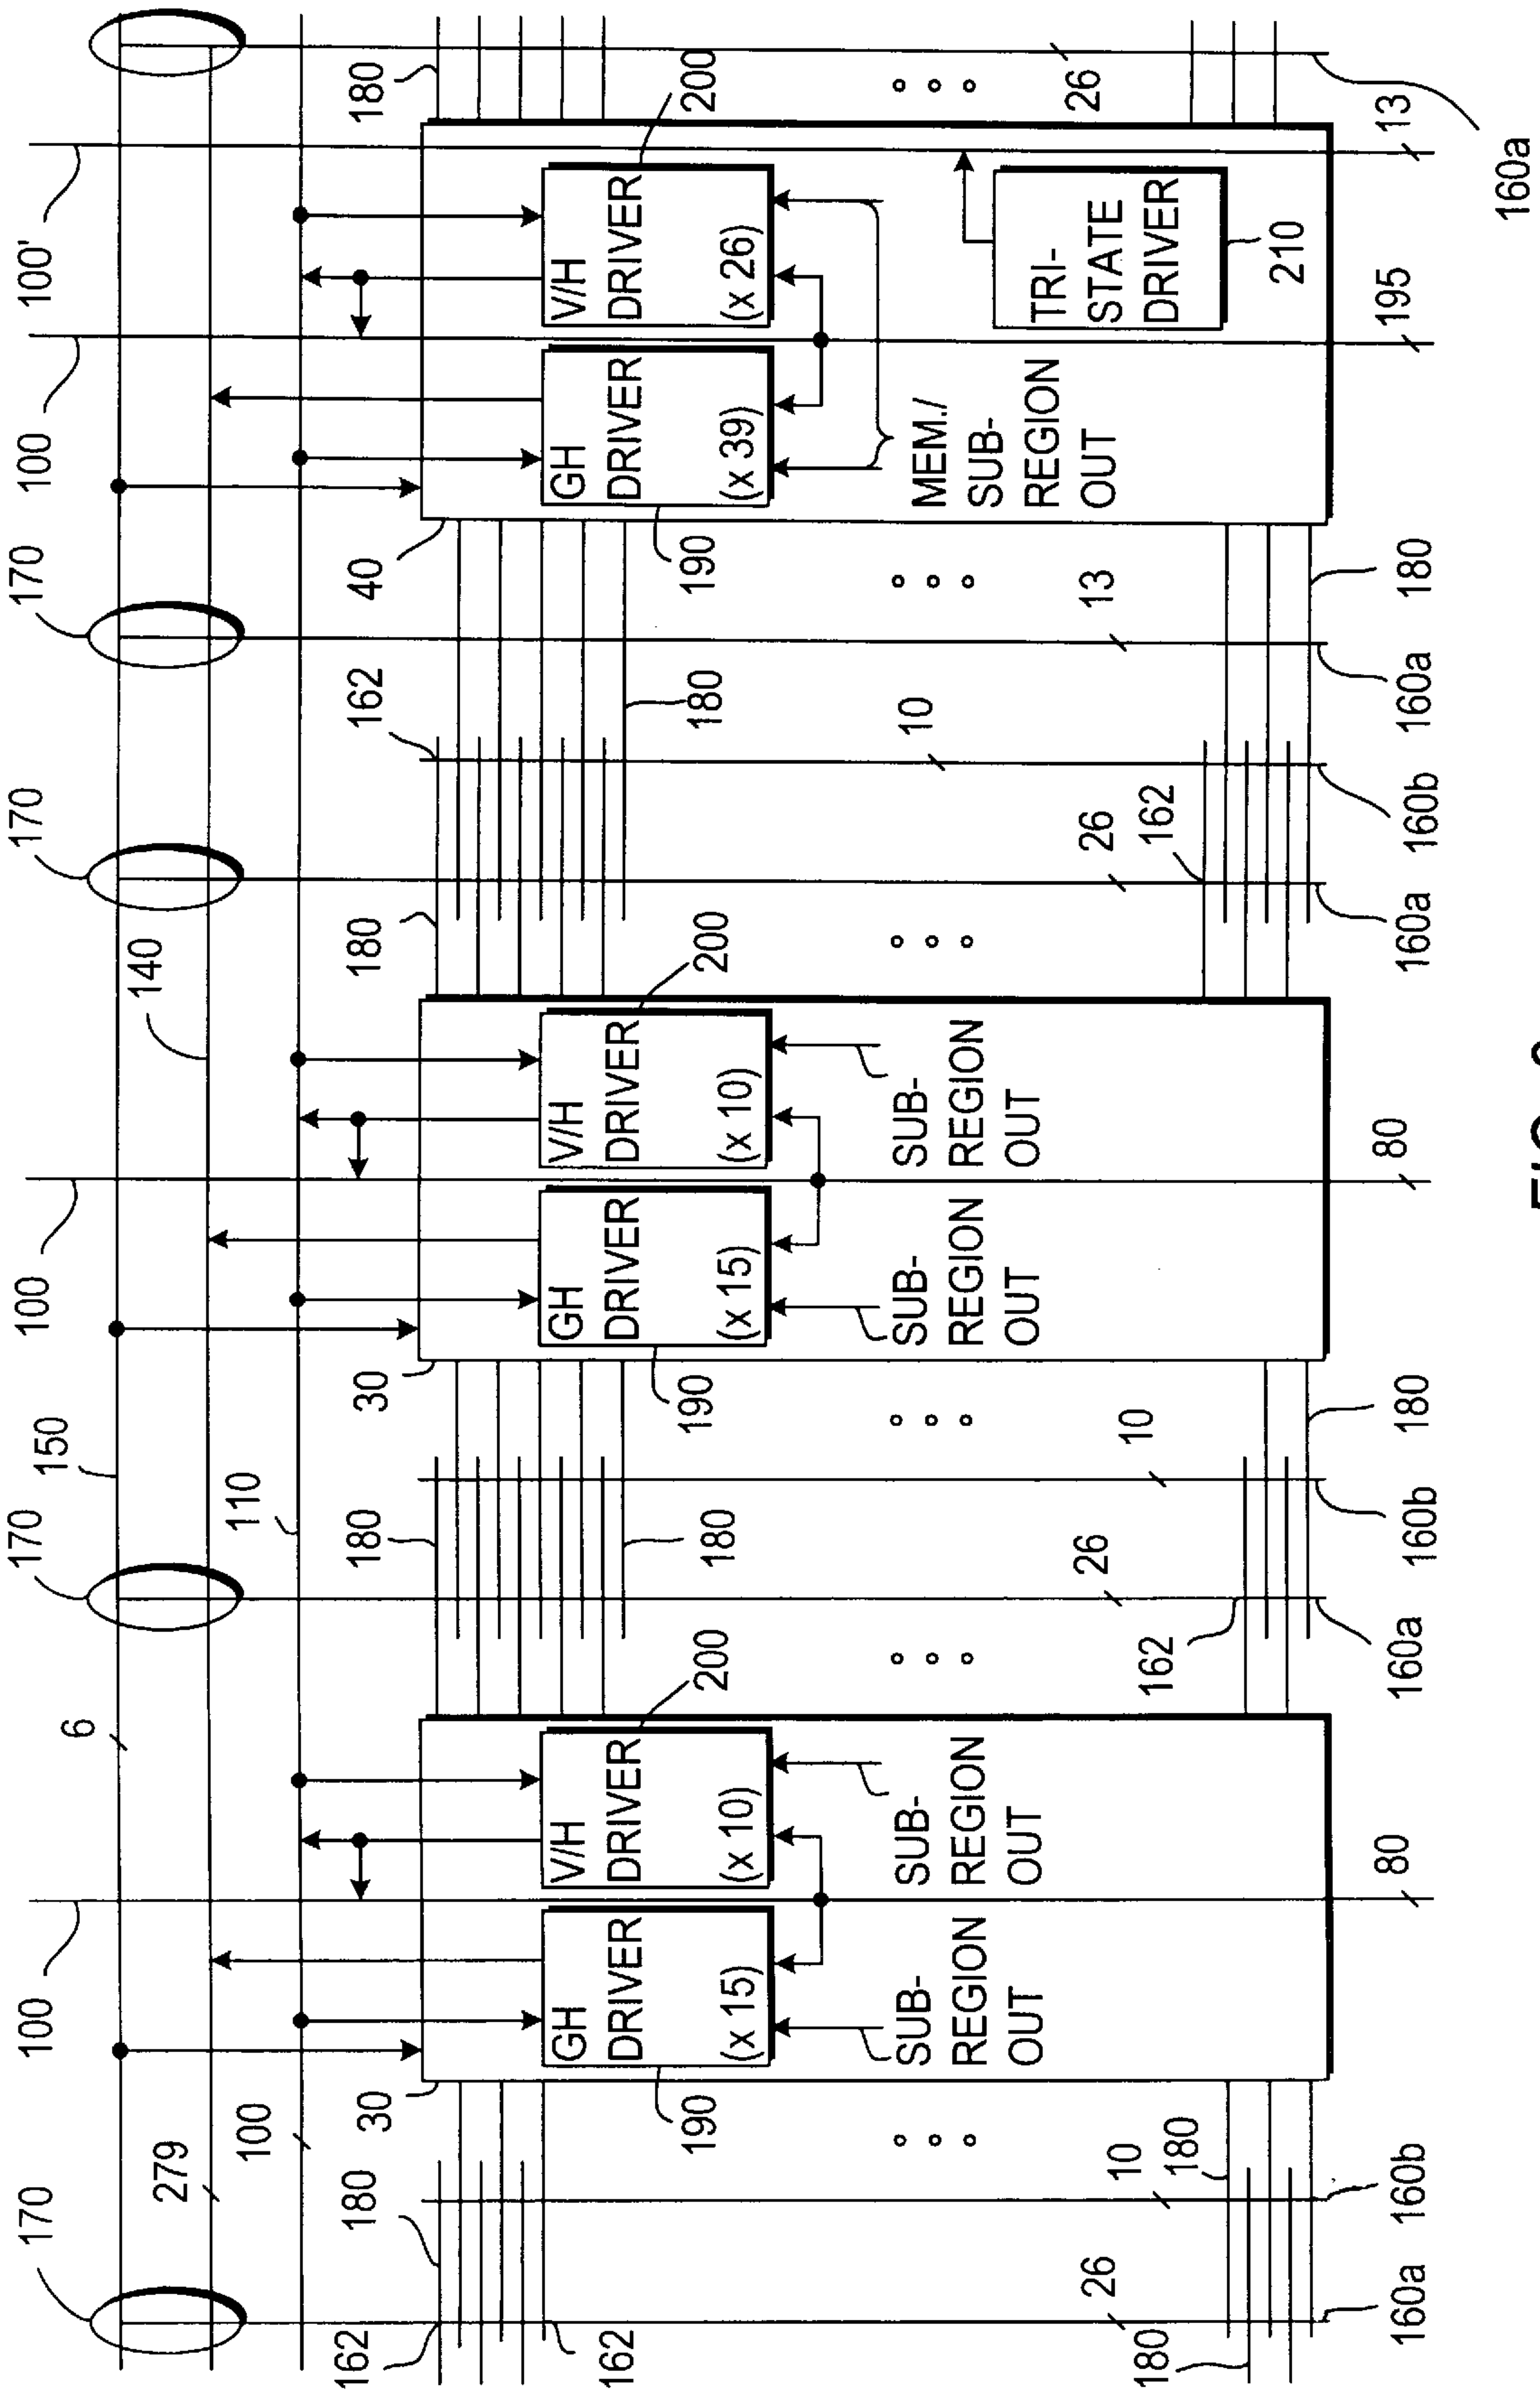 170
100
170
100
170
170
100
100'
6
150
140
279
100
110
162
180
30
180
30
180
162
40
180
GH
DRIVER
(x 15)
V/H
DRIVER
(x 10)
GH
DRIVER
(x 15)
V/H
DRIVER
(x 10)
GH
DRIVER
(x 39)
V/H
DRIVER
(x 26)
162
190
200
180
190
200
180
190
200
SUB-
REGION
OUT
SUB-
REGION
OUT
SUB-
REGION
OUT
SUB-
REGION
OUT
MEM./
SUB-
REGION
OUT
TRI-
STATE
DRIVER
210
10
26
10
180
26
10
26
13
26
180
162
162
160a
160b
80
160a
160b
180
80
160a
160b
160a
180
195
13
160a